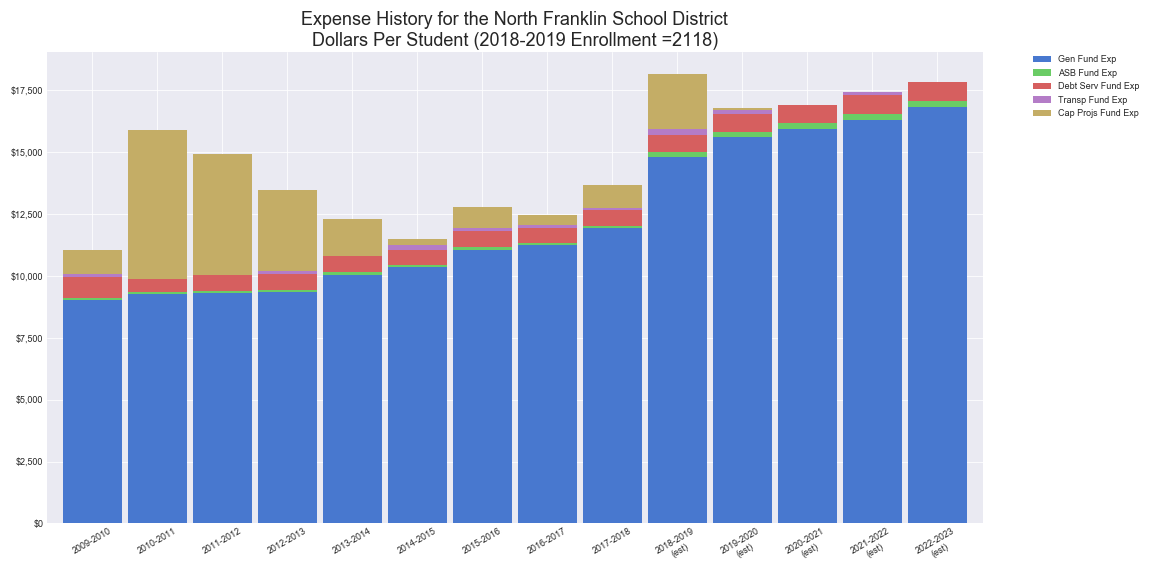 Expense History for the North Franklin School District
Dollars Per Student (2018-2019 Enrollment =2118)
Gen Fund Exp
ASB Fund Exp
Debt Serv Fund Exp
Transp Fund Exp
Cap Projs Fund Exp
$17,500
$15,000
$12,500
$10,000
$7,500
$5,000
$2,500
$0
2009-2010
2010-2011
2011-2012
2012-2013
2013-2014
2014-2015
2015-2016
2016-2017
2017-2018
2018-2019
(est)
2019-2020
(est)
2020-2021
(est)
2021-2022
(est)
2022-2023
(est)